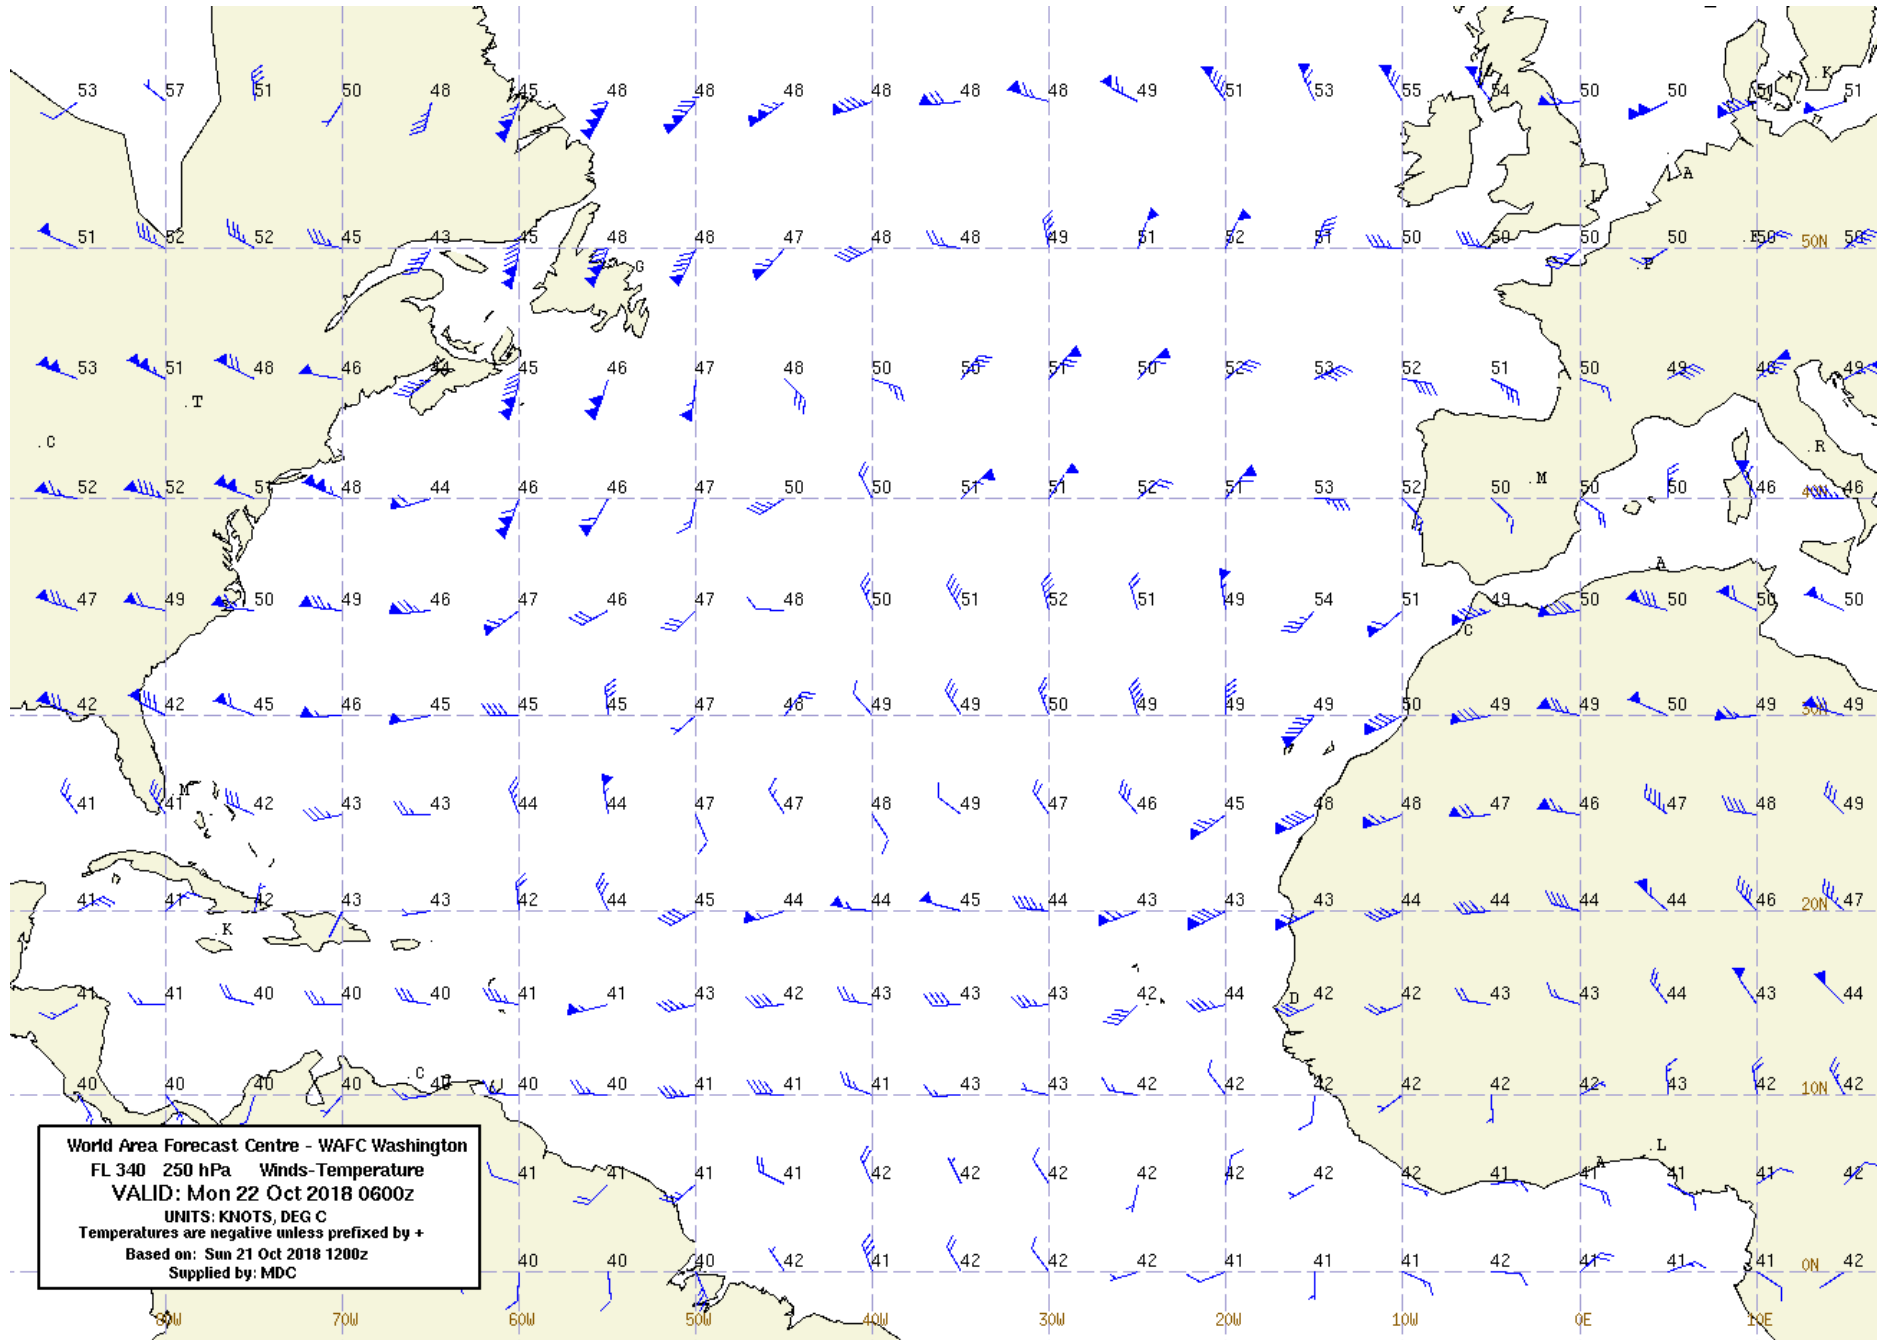 .K
53 57 51 50 48 45 48 48 48 48 48 48 49 51 53 55 54 50 50 51 51
A
L
51 52 52 45 43 45 48 48 47 48 48 49 51 52 51 50 50 50 50 50 50N 50
G .P
53 51 48 46 44 45 46 47 48 50 50 51 50 52 53 52 51 50 49 46 49
.T
.C .R
.M
52 52 51 48 44 46 46 47 50 50 51 51 52 51 53 52 50 50 50 46 40N 46
.A
47 49 50 49 46 47 46 47 48 50 51 52 51 49 54 51 49 50 50 50 50
.C
42 42 45 46 45 45 45 47 46 49 49 50 49 49 49 50 49 49 50 49 30N 49
M
41 41 42 43 43 44 44 47 47 48 49 47 46 45 48 48 47 46 47 48 49
41 41 42 43 43 42 44 45 44 44 45 44 43 43 43 44 44 44 44 46 20N 47
.K
41 41 40 40 40 41 41 43 42 43 43 43 42 44 D 42 42 43 43 44 43 44
.C
40 40 40 40 40 40 40 41 41 41 43 43 42 42 42 42 42 42 43 42 10N 42
World Area Forecast Centre - WAFC Washington
FL 340 250 hPa Winds-Temperature
VALID: Mon 22 Oct 2018 0600z
UNITS: KNOTS, DEG C
Temperatures are negative unless prefixed by +
Based on: Sun 21 Oct 2018 1200z
Supplied by: MDC
.L
A
41 41 41 41 42 42 42 42 42 42 42 41 41 41 42
40 40 40 42 42 42 42 41 41 41 41 41 41 41 0N 42
80W 70W 60W 50W 40W 30W 20W 10W 0E 10E